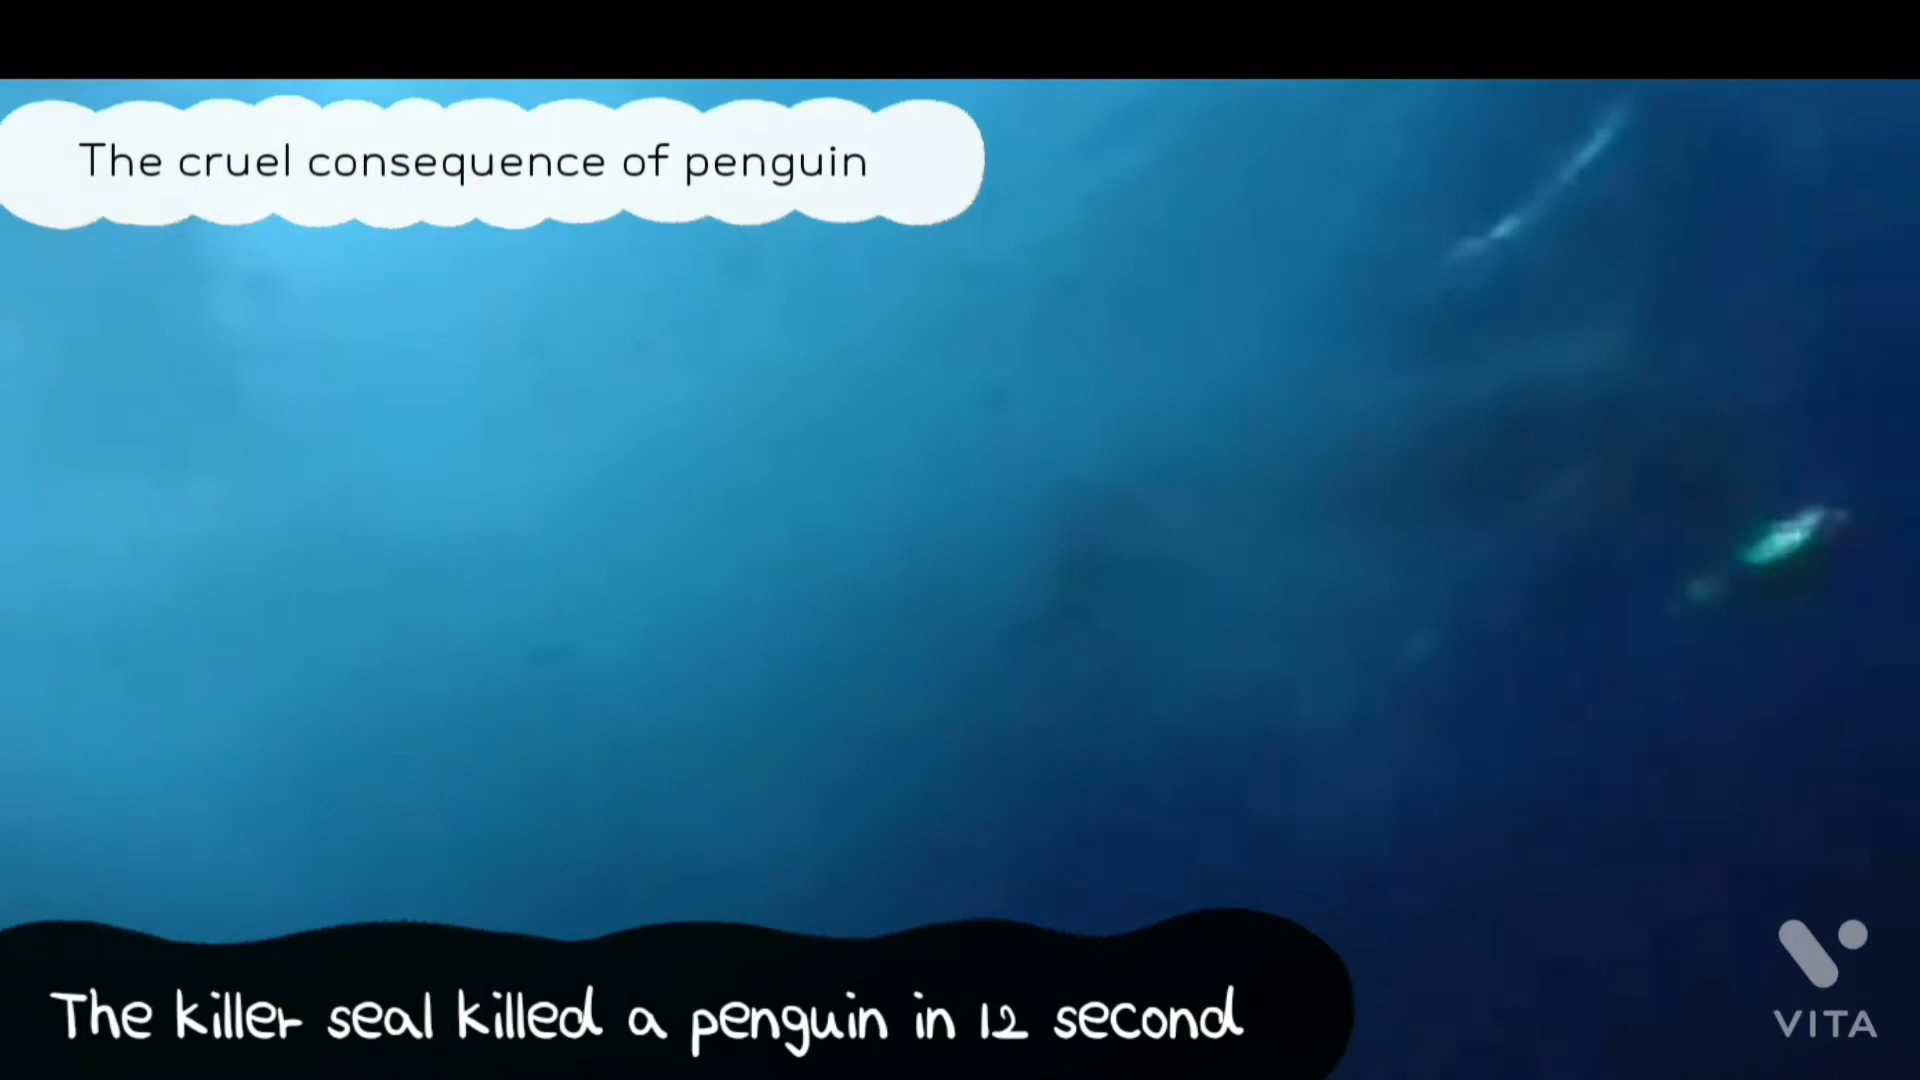 The cruel consequence of penguin
The killer seal killed a penguin in 12 second
VITA